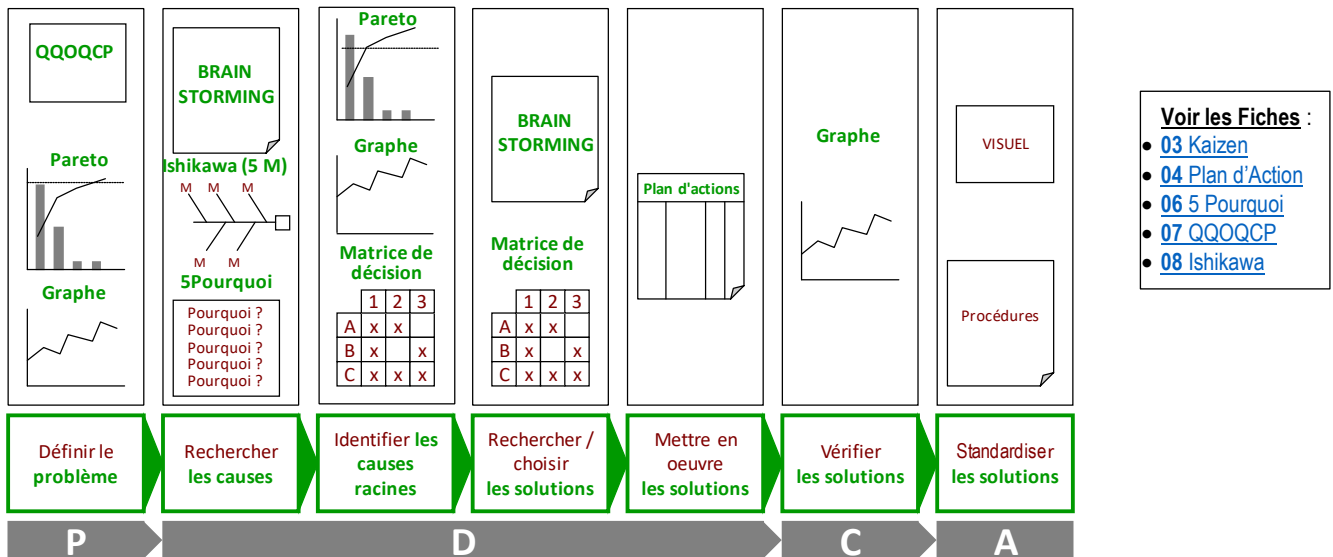 QQOQCP
Pareto
Graphe
BRAIN
STORMING
Ishikawa (5 M)
M M M
M M
5Pourquoi
Pourquoi ?
Pourquoi ?
Pourquoi ?
Pourquoi ?
Pourquoi ?
Pareto
Graphe
Matrice de
décision
1 2 3
A x x
B x x
C x x x
BRAIN
STORMING
Matrice de
décision
1 2 3
A x x
B x x
C x x x
Plan d'actions
Graphe
VISUEL
Procédures
Voir les Fiches :
• 03 Kaizen
• 04 Plan d’Action
• 06 5 Pourquoi
• 07 QQOQCP
• 08 Ishikawa
Définir le
problème
Rechercher
les causes
Identifier les
causes
racines
Rechercher /
choisir
les solutions
Mettre en
oeuvre
les solutions
Vérifier
les solutions
Standardiser
les solutions
P
D
C
A